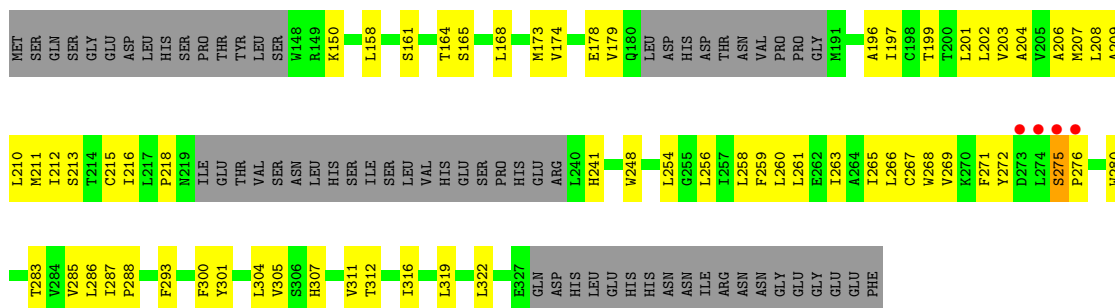 MET SER GLN SER GLY GLU ASP LEU HIS SER PRO THR TYR LEU SER W148 R149 K150 L158 S161 T164 S165 L168 M173 V174 E178 V179 Q180 LEU ASP HIS ASP THR ASN VAL PRO PRO GLY M191 A196 I197 C198 T199 T200 L201 L202 V203 A204 V205 A206 M207 L208 A209
L210 M211 I212 S213 T214 C215 I216 L217 P218 N219 ILE GLU THR VAL SER ASN LEU HIS SER ILE SER LEU VAL HIS GLU SER PRO HIS GLU ARG L240 H241 W248 L254 G255 L256 I257 L258 F259 L260 L261 E262 I263 A264 I265 L266 C267 W268 V269 K270 F271 Y272 D273 L274 S275 P276 W280
T283 V284 V285 L286 I287 P288 F293 F300 Y301 L304 V305 S306 H307 V311 T312 I316 L319 L322 E327 GLN ASP HIS LEU GLU HIS HIS ASN ASN ILE ARG ASN ASN GLY GLU GLY GLU GLU PHE